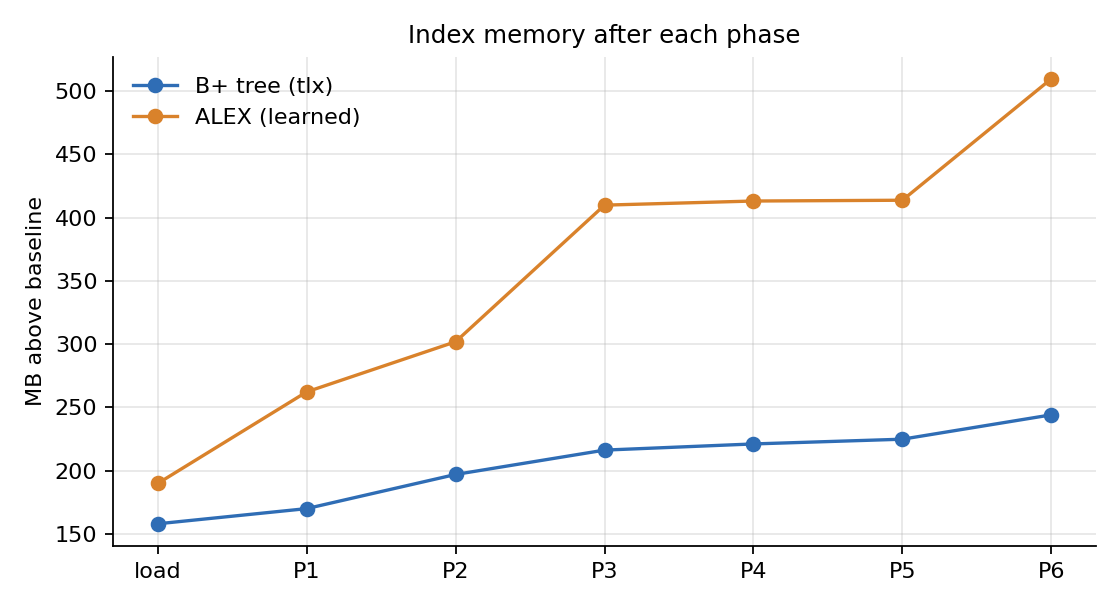 Index memory after each phase
B+ tree (tlx)
ALEX (learned)
MB above baseline
500
450
400
350
300
250
200
150
load P1 P2 P3 P4 P5 P6